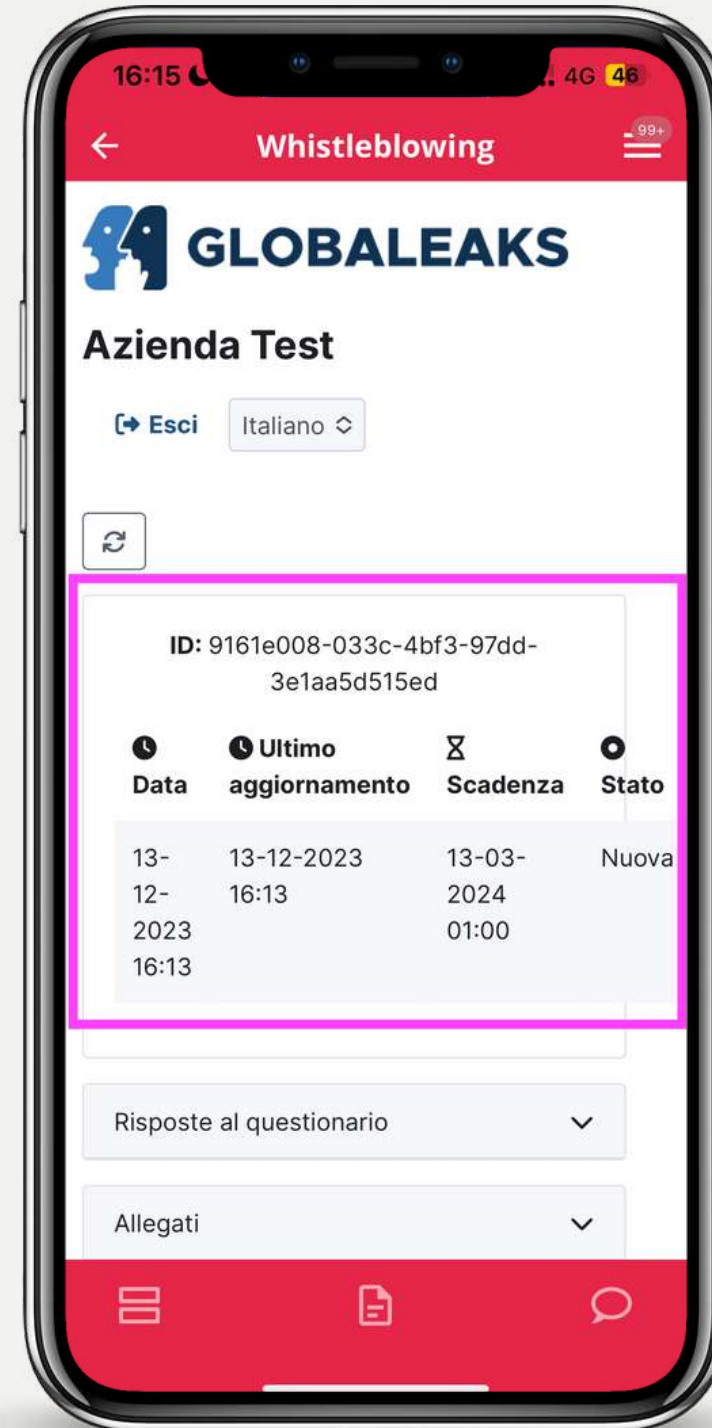 16:15
4G 46
Whistleblowing
99+
GLOBALEAKS
Azienda Test
Esci
Italiano
ID: 9161e008-033c-4bf3-97dd-
3e1aa5d515ed
Data
Ultimo
aggiornamento
Scadenza
Stato
13-
12-
2023
16:13
13-12-2023
16:13
13-03-
2024
01:00
Nuova
Risposte al questionario
Allegati